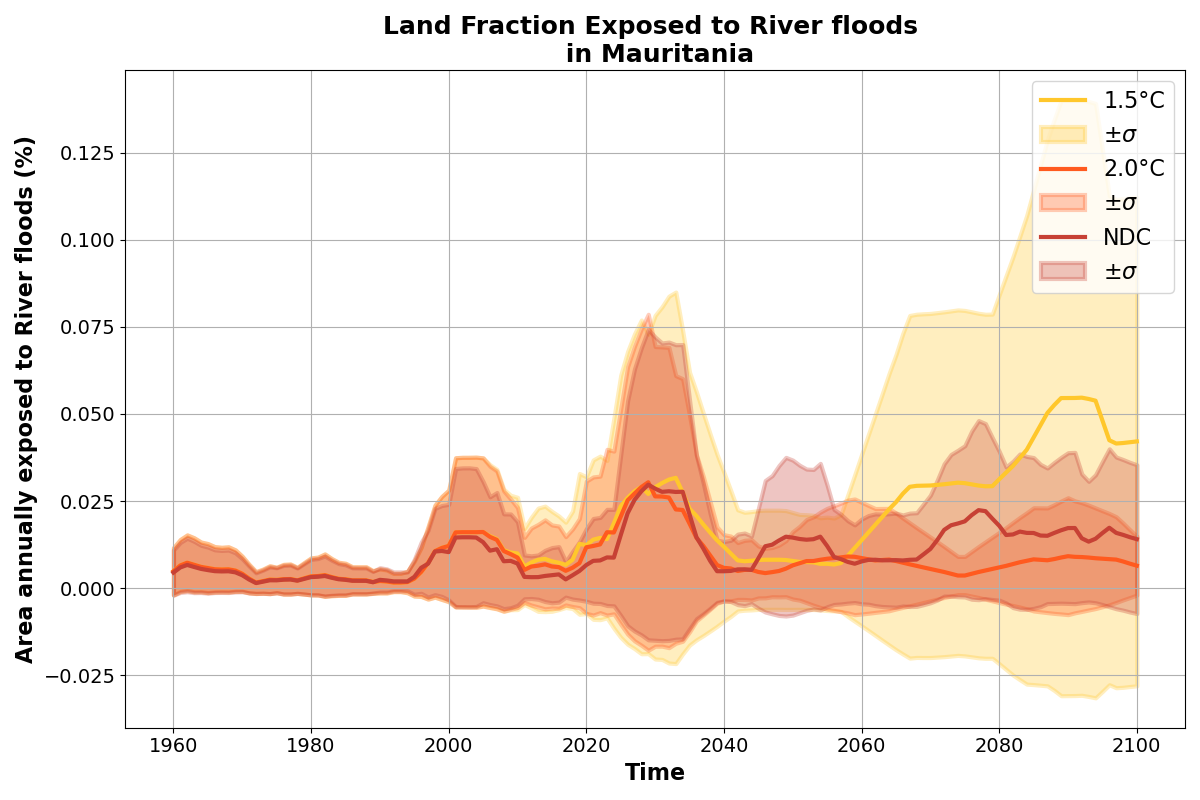 Land Fraction Exposed to River floods
in Mauritania
Area annually exposed to River floods (%)
0.125
0.100
0.075
0.050
0.025
0.000
−0.025
1.5°C
±σ
2.0°C
±σ
NDC
±σ
1960 1980 2000 2020 2040 2060 2080 2100
Time